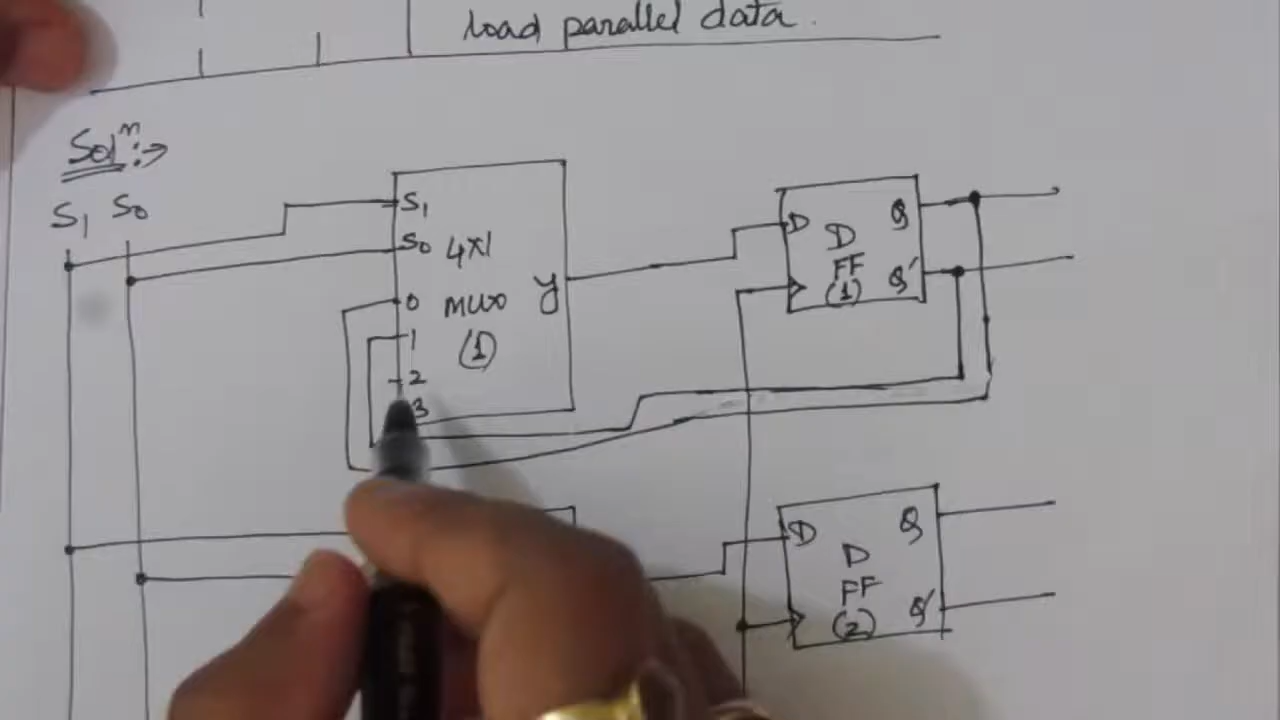 load parallel data.
Solⁿ :→
S₁ S₀
S₁
S₀
4x1
0
mux
y
1
(1)
2
3
D
D
Q
FF
Q'
(1)
D
D
Q
FF
Q'
(2)